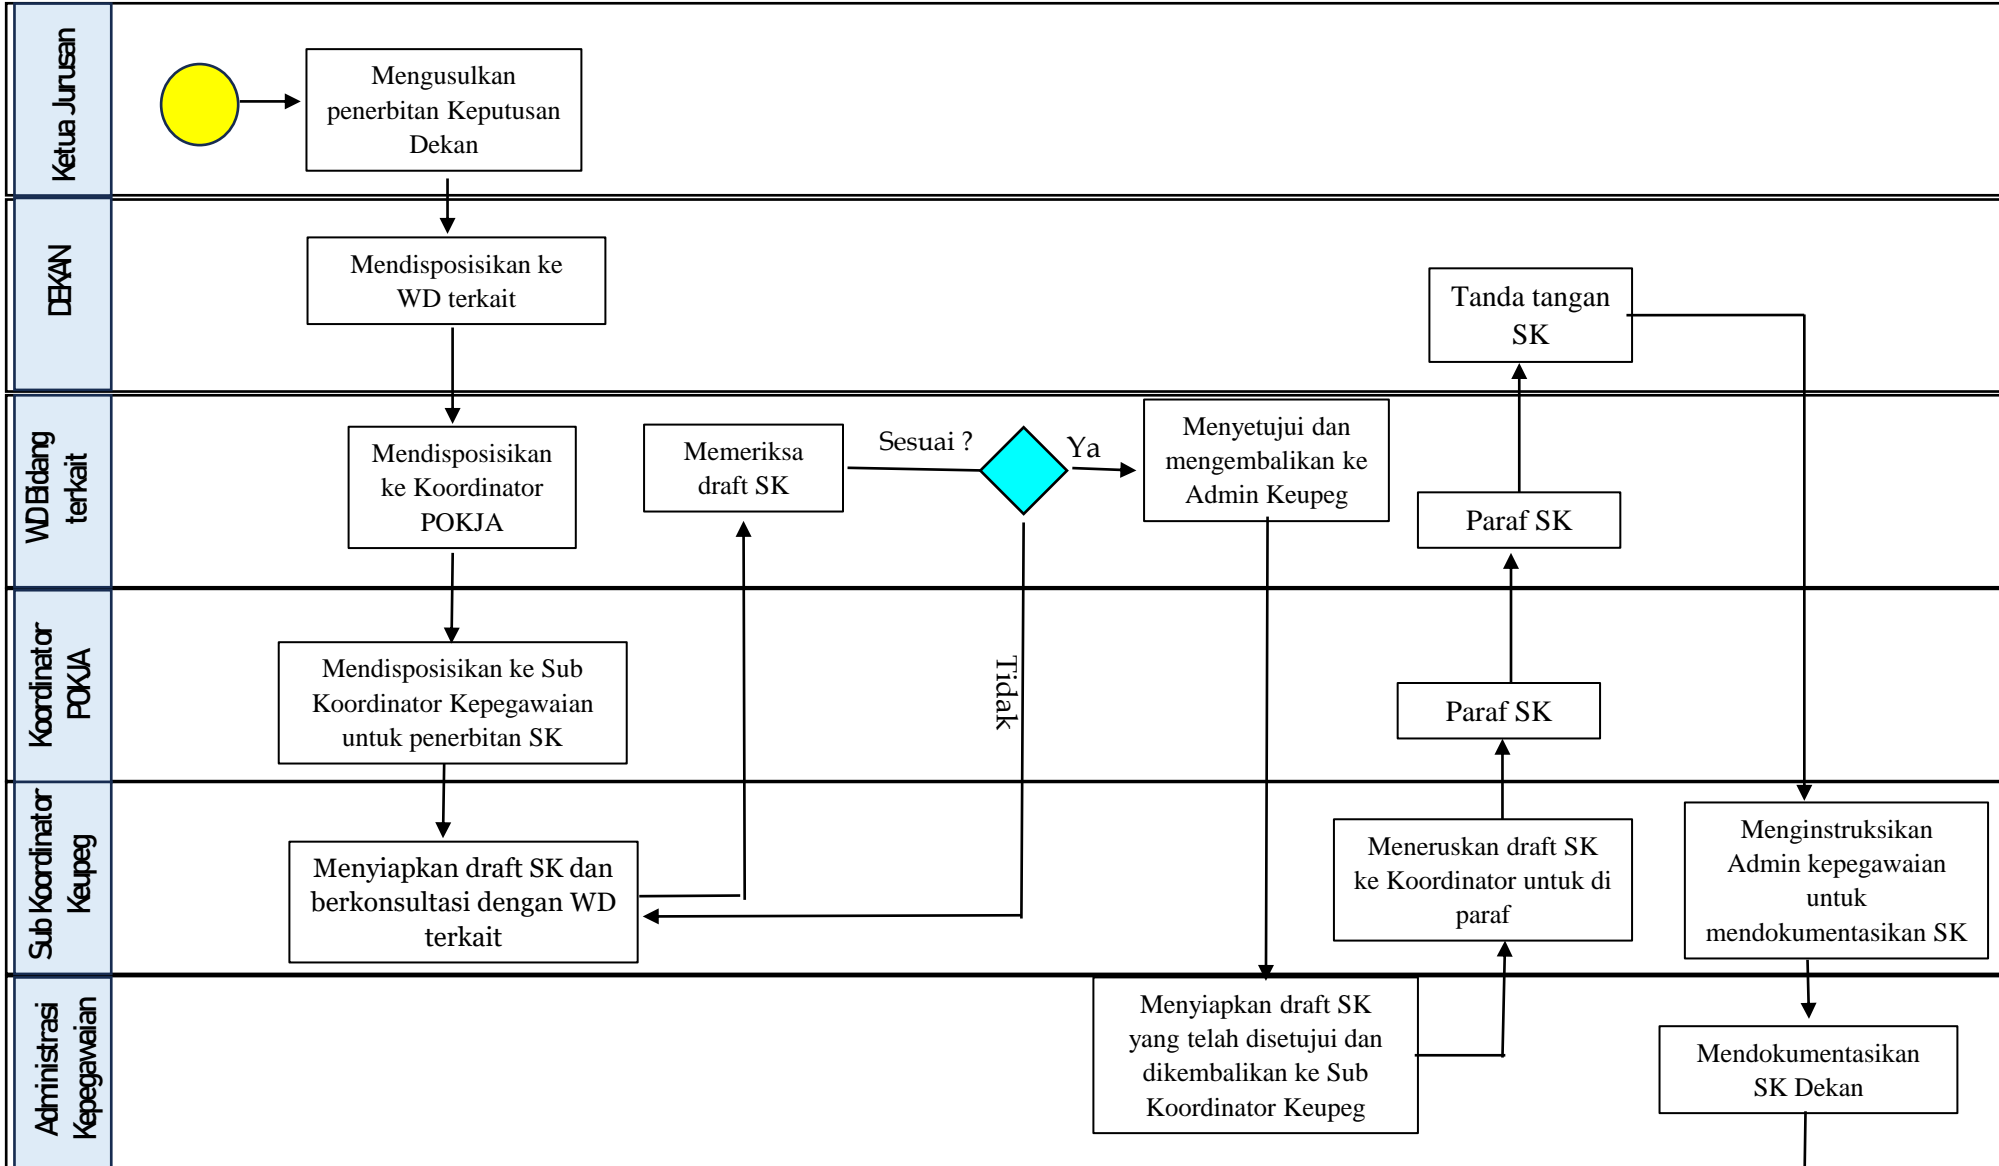 Ketua Jurusan
Mengusulkan
penerbitan Keputusan
Dekan
DEKAN
Mendisposisikan ke
WD terkait
Tanda tangan
SK
WD Bidang
terkait
Mendisposisikan
ke Koordinator
POKJA
Memeriksa
draft SK
Sesuai ?
Ya
Menyetujui dan
mengembalikan ke
Admin Keupeg
Paraf SK
Koordinator
POKJA
Mendisposisikan ke Sub
Koordinator Kepegawaian
untuk penerbitan SK
Tidak
Paraf SK
Sub Koordinator
Keupeg
Menyiapkan draft SK dan
berkonsultasi dengan WD
terkait
Meneruskan draft SK
ke Koordinator untuk di
paraf
Menginstruksikan
Admin kepegawaian
untuk
mendokumentasikan SK
Administrasi
Kepegawaian
Menyiapkan draft SK
yang telah disetujui dan
dikembalikan ke Sub
Koordinator Keupeg
Mendokumentasikan
SK Dekan